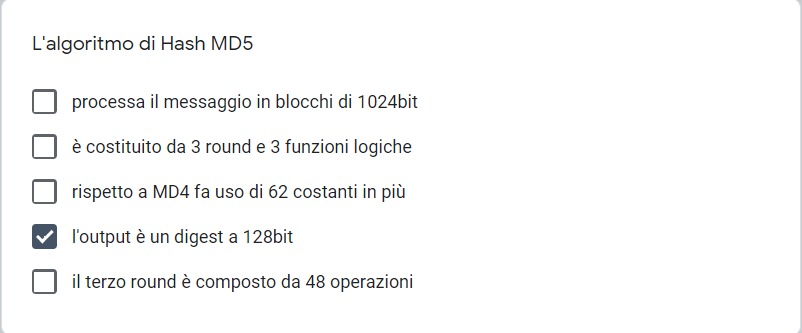 L'algoritmo di Hash MD5
processa il messaggio in blocchi di 1024bit
è costituito da 3 round e 3 funzioni logiche
rispetto a MD4 fa uso di 62 costanti in più
l'output è un digest a 128bit
il terzo round è composto da 48 operazioni